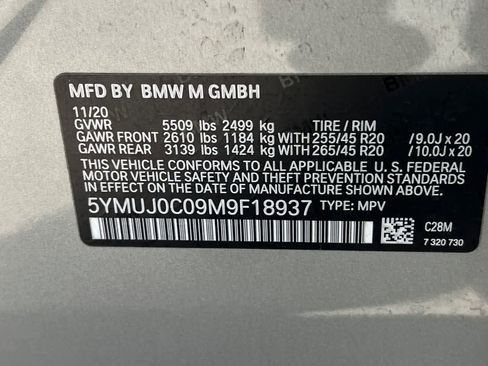 MFD BY BMW M GMBH
11/20
GVWR 5509 lbs 2499 kg TIRE / RIM
GAWR FRONT 2610 lbs 1184 kg WITH 255/45 R20 /9.0J x 20
GAWR REAR 3139 lbs 1424 kg WITH 265/45 R20 /10.0J x 20
THIS VEHICLE CONFORMS TO ALL APPLICABLE U. S. FEDERAL
MOTOR VEHICLE SAFETY, BUMPER, AND THEFT PREVENTION
STANDARDS IN EFFECT ON THE DATE OF MANUFACTURE SHOWN ABOVE.
5YMUJ0C09M9F18937 TYPE: MPV
C28M
7 320 730